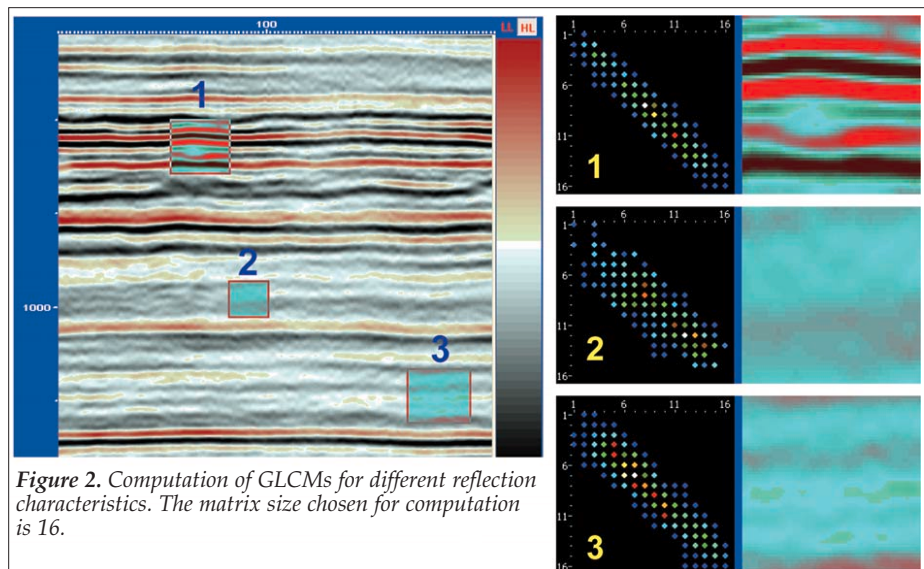 100
LL HL
1
2
1000
3
Figure 2. Computation of GLCMs for different reflection
characteristics. The matrix size chosen for computation
is 16.
1 6 11 16
1
6
11
16
1
1 6 11 16
1
6
11
16
2
1 6 11 16
1
6
11
16
3